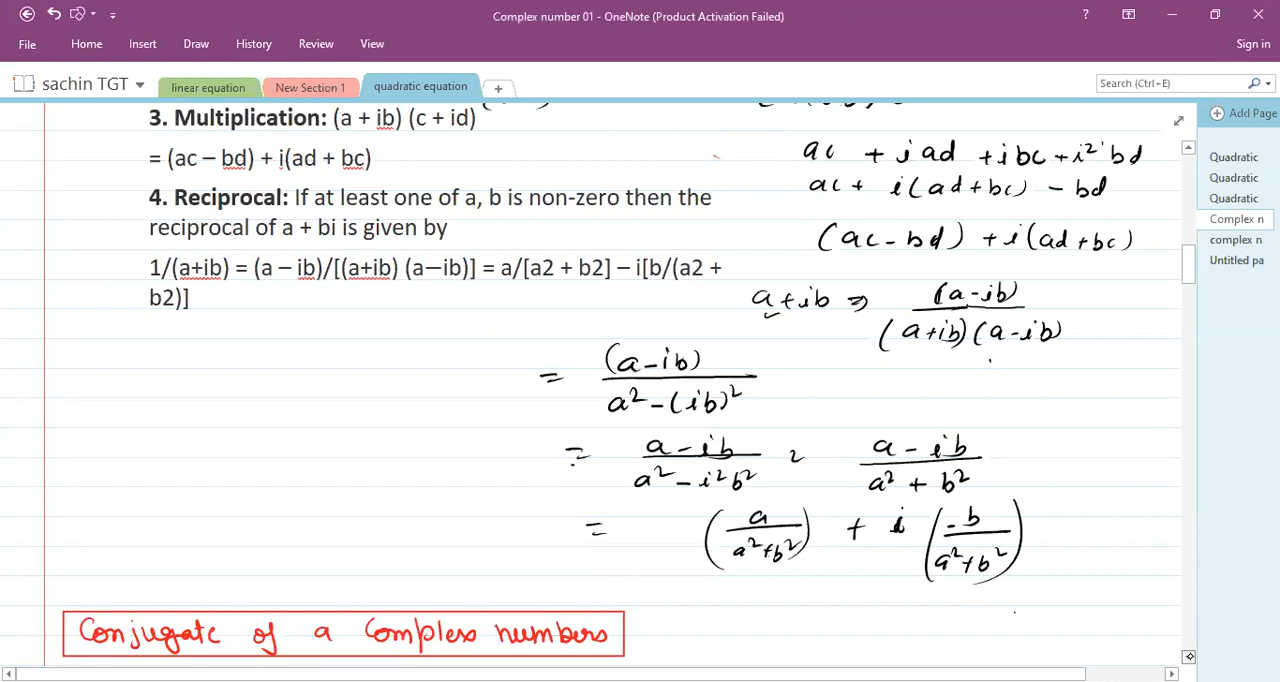 Complex number 01 - OneNote (Product Activation Failed)
File Home Insert Draw History Review View Sign in
sachin TGT linear equation New Section 1 quadratic equation + Search (Ctrl+E)
Add Page
Quadratic
Quadratic
Quadratic
Complex n
complex n
Untitled pa
3. Multiplication: (a + ib) (c + id)
= (ac – bd) + i(ad + bc)
4. Reciprocal: If at least one of a, b is non-zero then the
reciprocal of a + bi is given by
1/(a+ib) = (a – ib)/[(a+ib) (a—ib)] = a/[a2 + b2] – i[b/(a2 +
b2)]
ac + i ad + i bc + i² bd
ac + i(ad + bc) - bd
(ac - bd) + i(ad + bc)
a + ib ⇒ (a - ib) / (a + ib)(a - ib)
= (a - ib) / a² - (ib)²
= a - ib / a² - i²b² = a - ib / a² + b²
= (a / a² + b²) + i (-b / a² + b²)
Conjugate of a Complex numbers